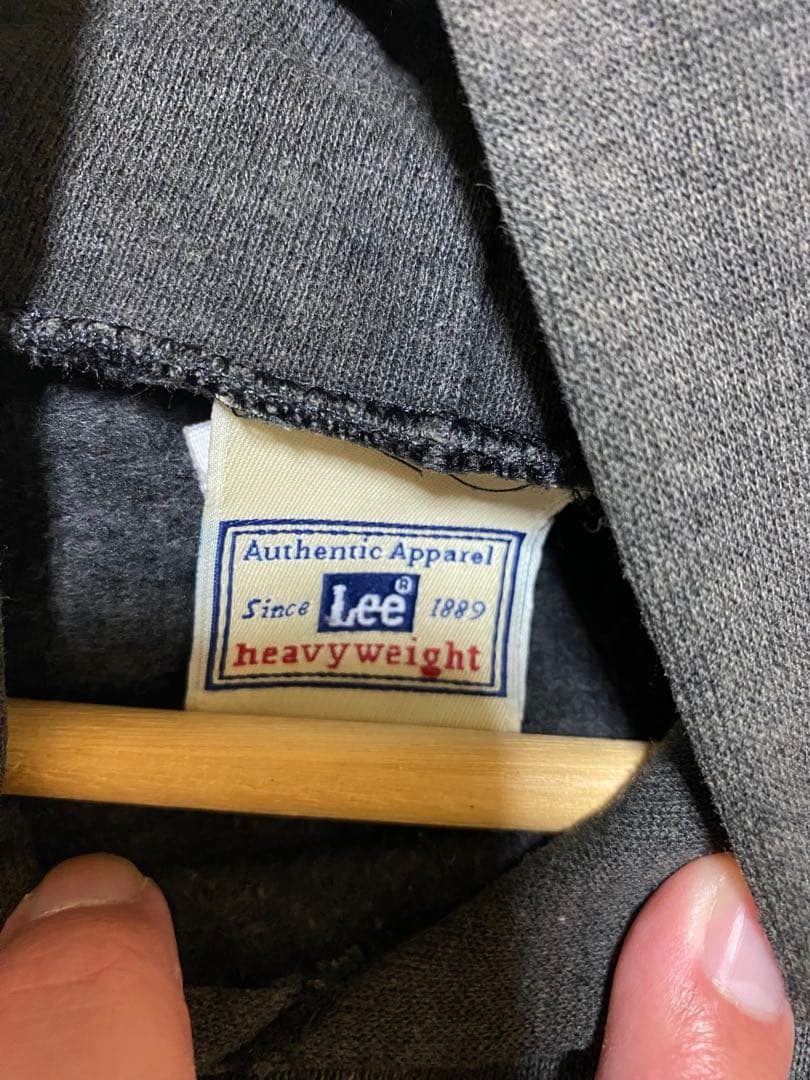 Authentic Apparel
Since Lee® 1889
heavyweight